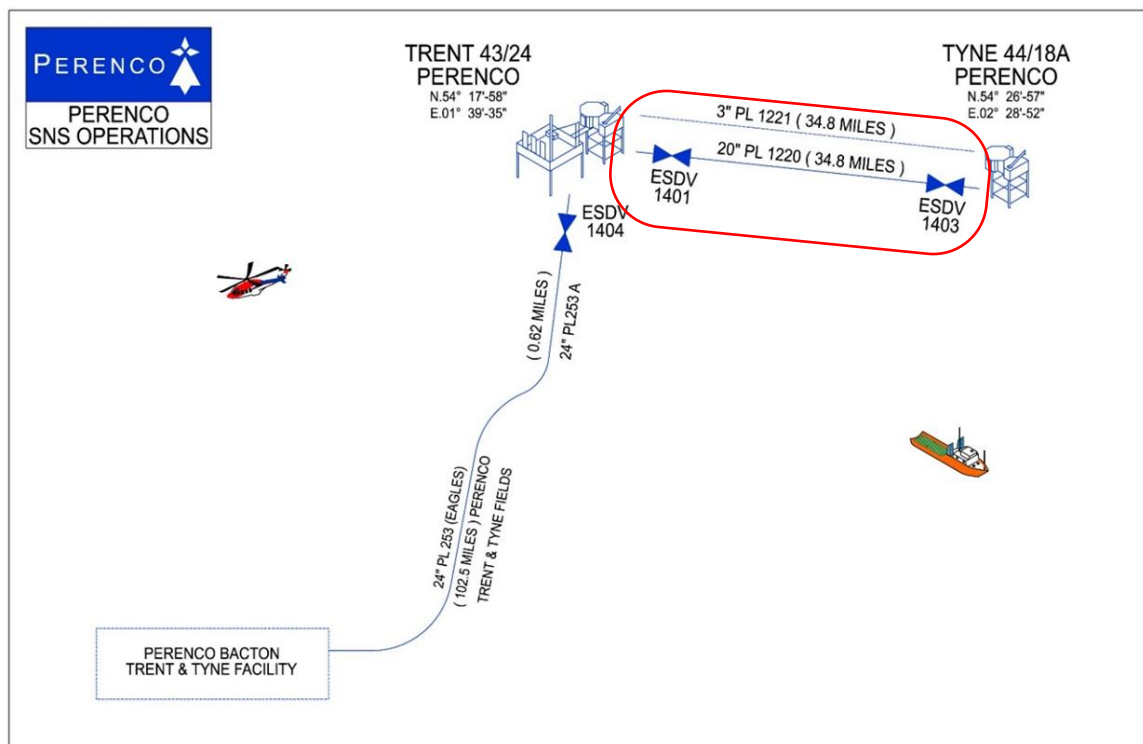 PERENCO
PERENCO
SNS OPERATIONS
TRENT 43/24
PERENCO
N.54° 17'-58"
E.01° 39'-35"
TYNE 44/18A
PERENCO
N.54° 26'-57"
E.02° 28'-52"
3" PL 1221 ( 34.8 MILES )
20" PL 1220 ( 34.8 MILES )
ESDV
1401
ESDV
1403
ESDV
1404
( 0.62 MILES )
24" PL253 A
24" PL 253 (EAGLES)
( 102.5 MILES ) PERENCO
TRENT & TYNE FIELDS
PERENCO BACTON
TRENT & TYNE FACILITY